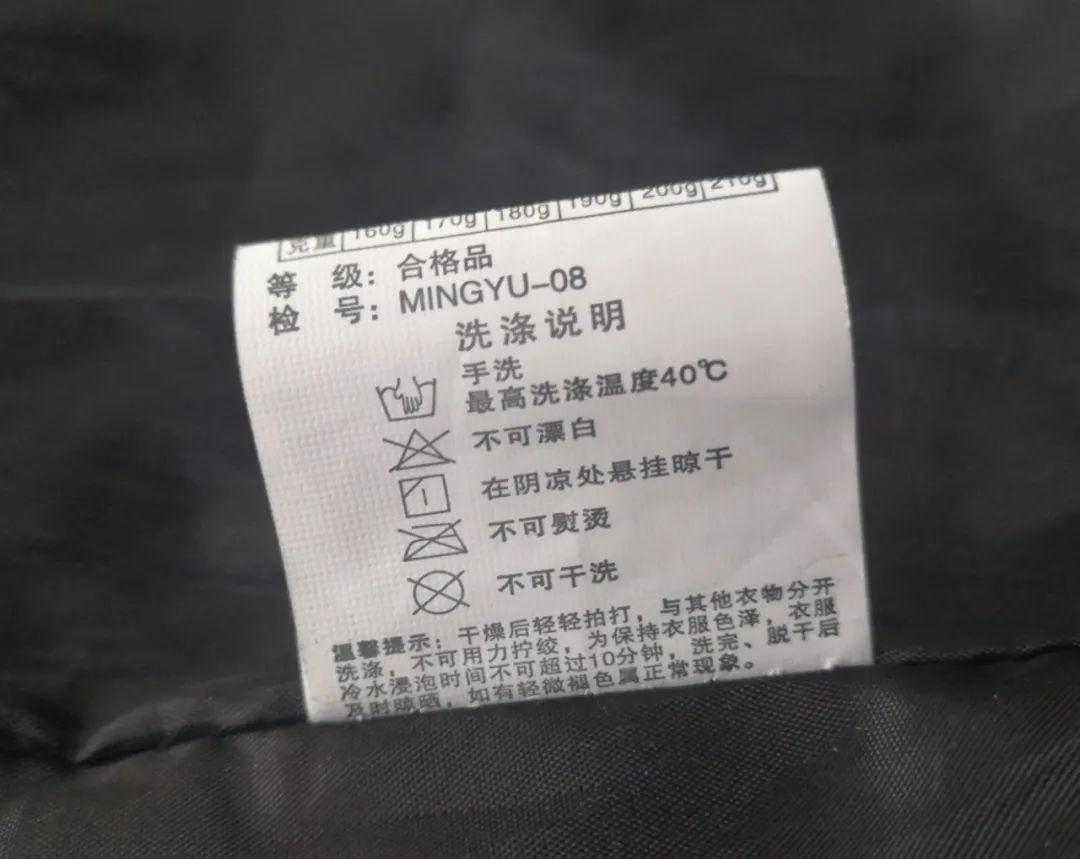 克重 160g 170g 180g 190g 200g 210g
等 级：合格品
检 号：MINGYU-08
洗涤说明
手洗
最高洗涤温度40℃
不可漂白
在阴凉处悬挂晾干
不可熨烫
不可干洗
温馨提示：干燥后轻轻拍打，与其他衣物分开
洗涤，不可用力拧绞，为保持衣服色泽，衣服
冷水浸泡时间不可超过10分钟，洗完、脱干后
及时晾晒，如有轻微褪色属正常现象。